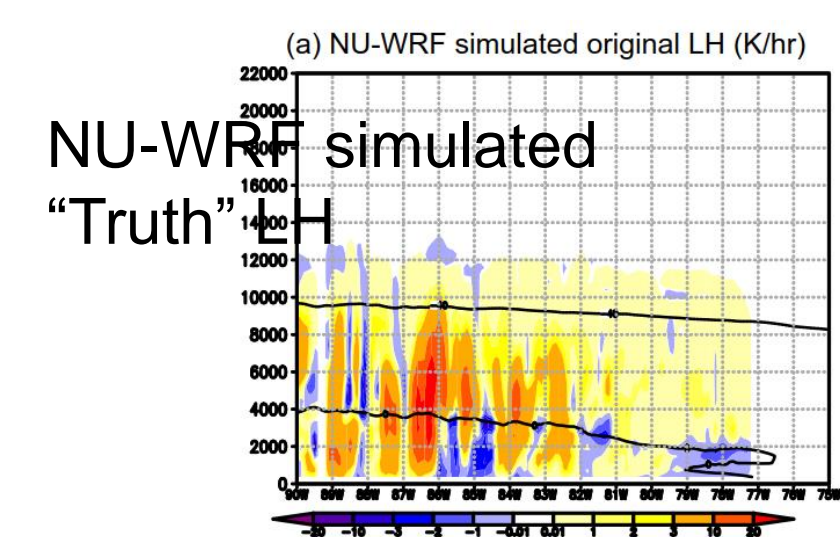 (a) NU-WRF simulated original LH (K/hr)
NU-WRF simulated
“Truth” LH
22000
20000
18000
16000
14000
12000
10000
8000
6000
4000
2000
0
90W 89W 88W 87W 86W 85W 84W 83W 82W 81W 80W 79W 78W 77W 76W 75W
-20 -10 -3 -2 -1 -0.01 0.01 1 2 3 10 20